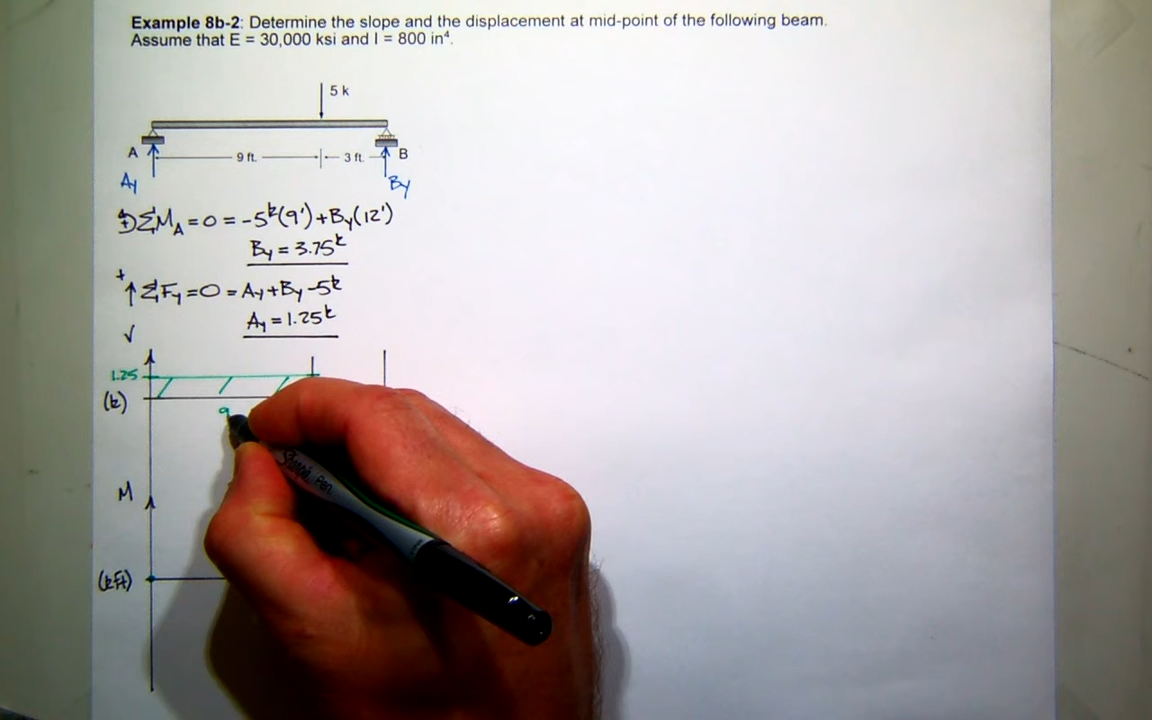 Example 8b-2: Determine the slope and the displacement at mid-point of the following beam.
Assume that E = 30,000 ksi and I = 800 in⁴.
5 k
A 9 ft. 3 ft. B
Ay By
+ΣM_A = 0 = -5ᵏ(9') + By(12')
By = 3.75ᵏ
+↑ΣFy = 0 = Ay + By - 5ᵏ
Ay = 1.25ᵏ
V
1.25
(k)
9
M
(kFt)